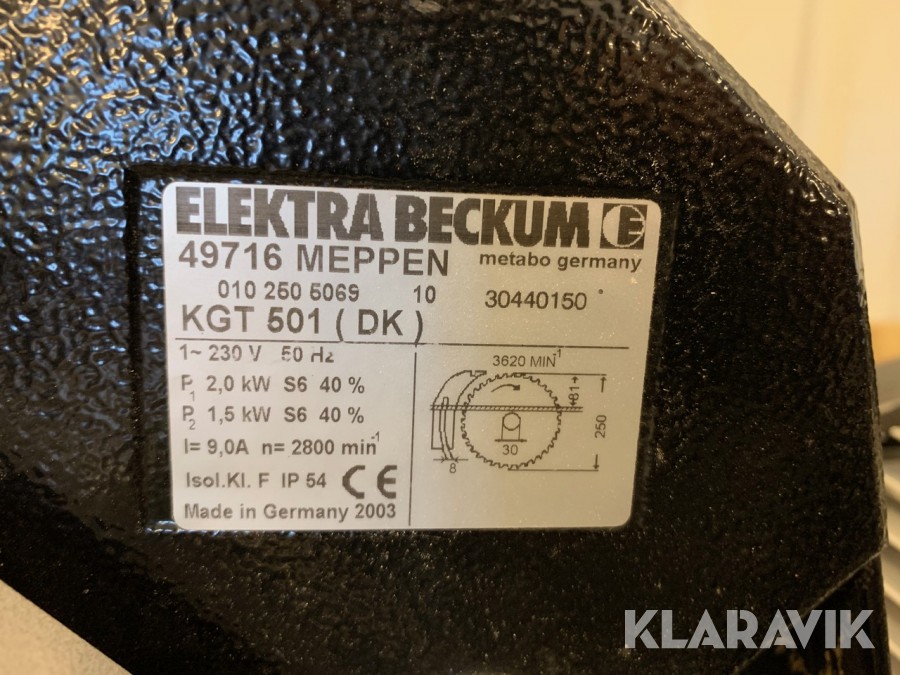 ELEKTRA BECKUM E
49716 MEPPEN metabo germany
010 250 5069 10 30440150
KGT 501 ( DK )
1~ 230 V 50 Hz
P1 2,0 kW S6 40 %
P2 1,5 kW S6 40 %
I= 9,0A n= 2800 min-1
Isol.Kl. F IP 54 CE
Made in Germany 2003
3620 MIN-1
81
250
30
8
KLARAVIK